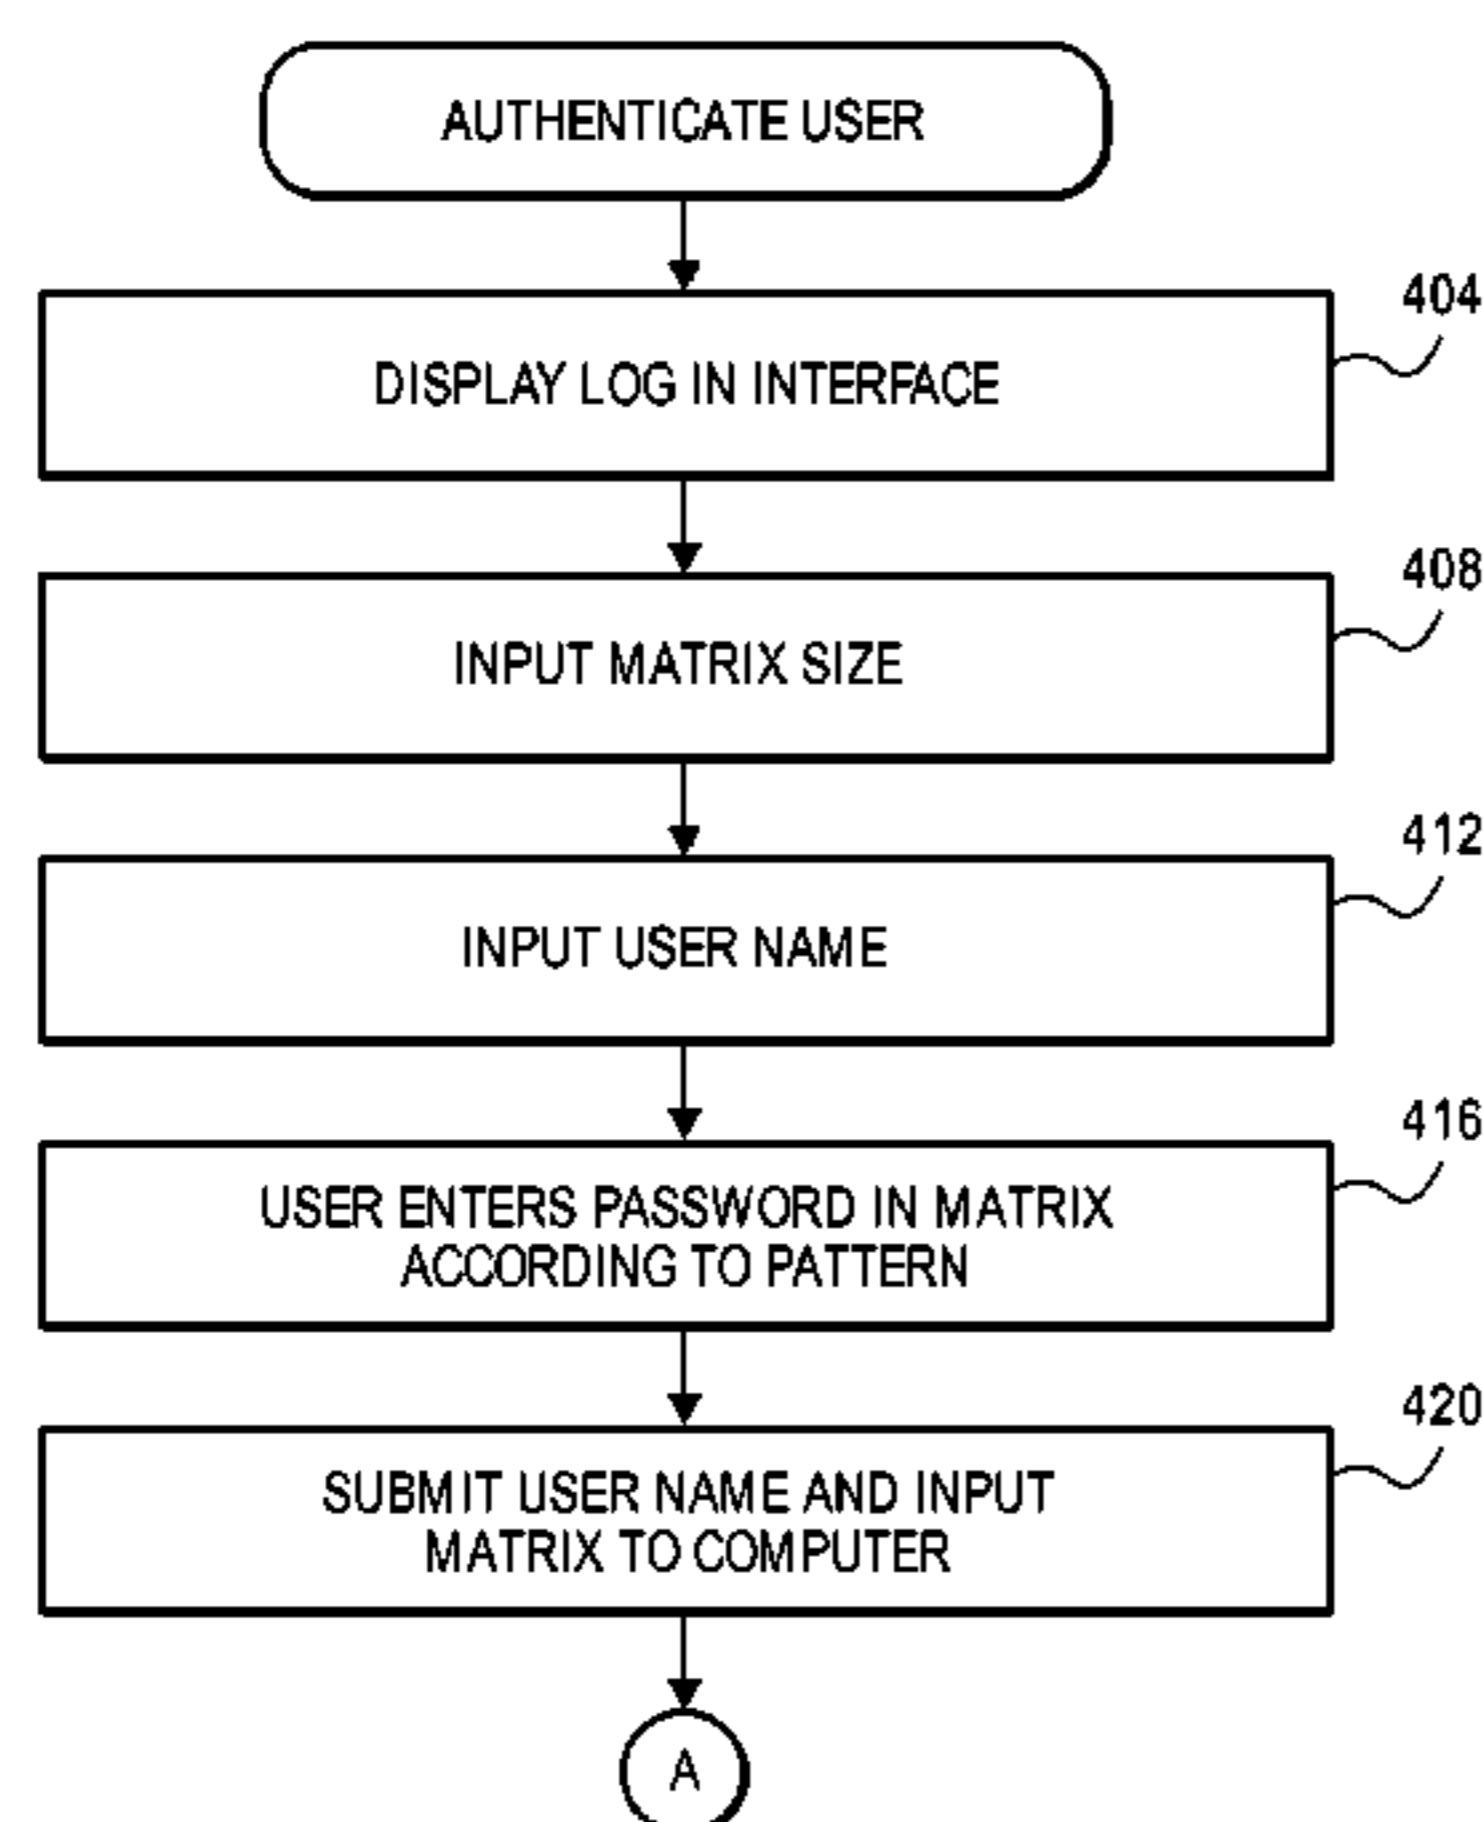 AUTHENTICATE USER
404
DISPLAY LOG IN INTERFACE
408
INPUT MATRIX SIZE
412
INPUT USER NAME
416
USER ENTERS PASSWORD IN MATRIX
ACCORDING TO PATTERN
420
SUBMIT USER NAME AND INPUT
MATRIX TO COMPUTER
A